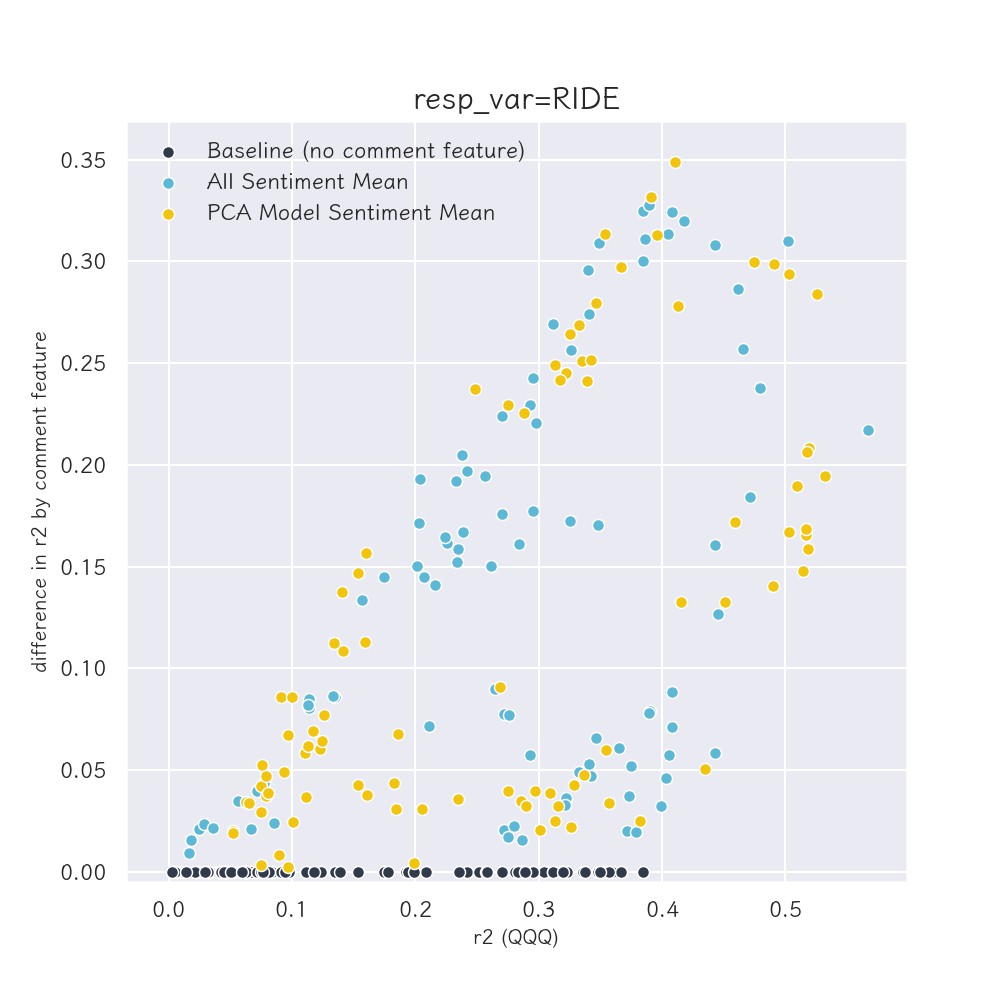 resp_var=RIDE
Baseline (no comment feature)
All Sentiment Mean
PCA Model Sentiment Mean
0.35
0.30
0.25
0.20
0.15
0.10
0.05
0.00
difference in r2 by comment feature
0.0 0.1 0.2 0.3 0.4 0.5
r2 (QQQ)